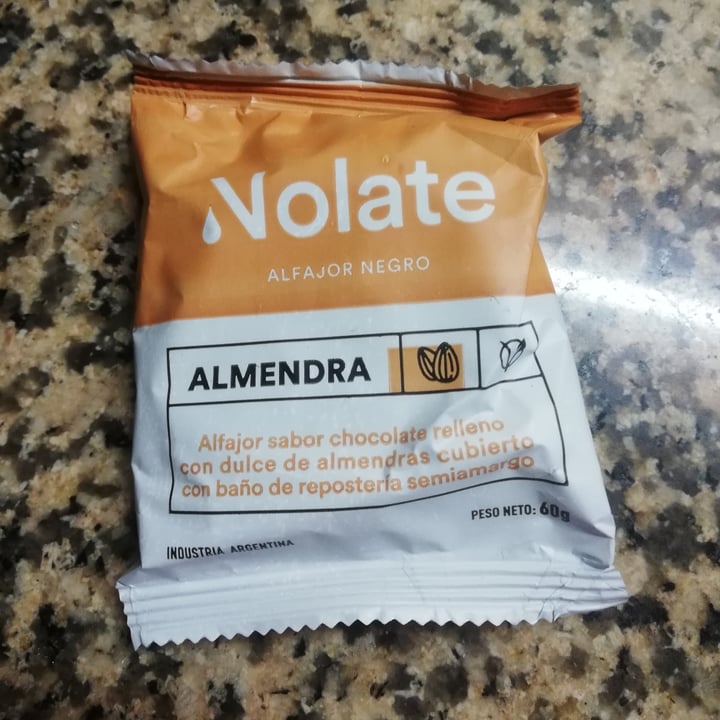 Nolate
ALFAJOR NEGRO
ALMENDRA
Alfajor sabor chocolate relleno
con dulce de almendras cubierto
con baño de repostería semiamargo
PESO NETO: 60g
INDUSTRIA ARGENTINA